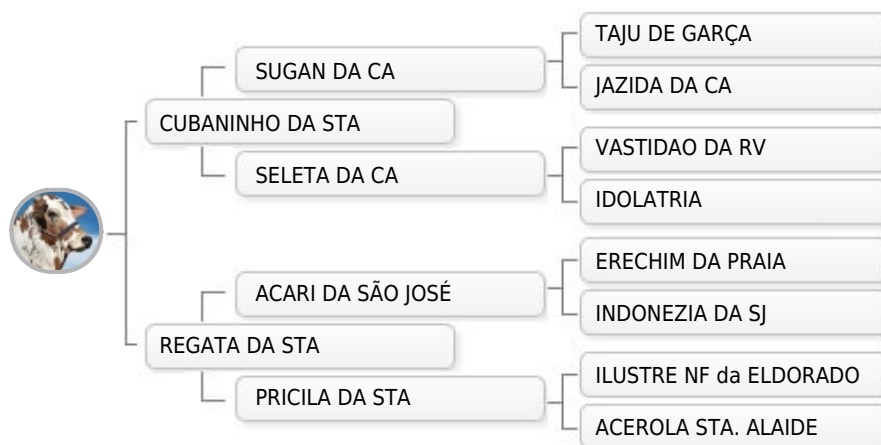 TAJU DE GARÇA
SUGAN DA CA
JAZIDA DA CA
CUBANINHO DA STA
VASTIDAO DA RV
SELETA DA CA
IDOLATRIA
ERECHIM DA PRAIA
ACARI DA SÃO JOSÉ
INDONEZIA DA SJ
REGATA DA STA
ILUSTRE NF da ELDORADO
PRICILA DA STA
ACEROLA STA. ALAIDE